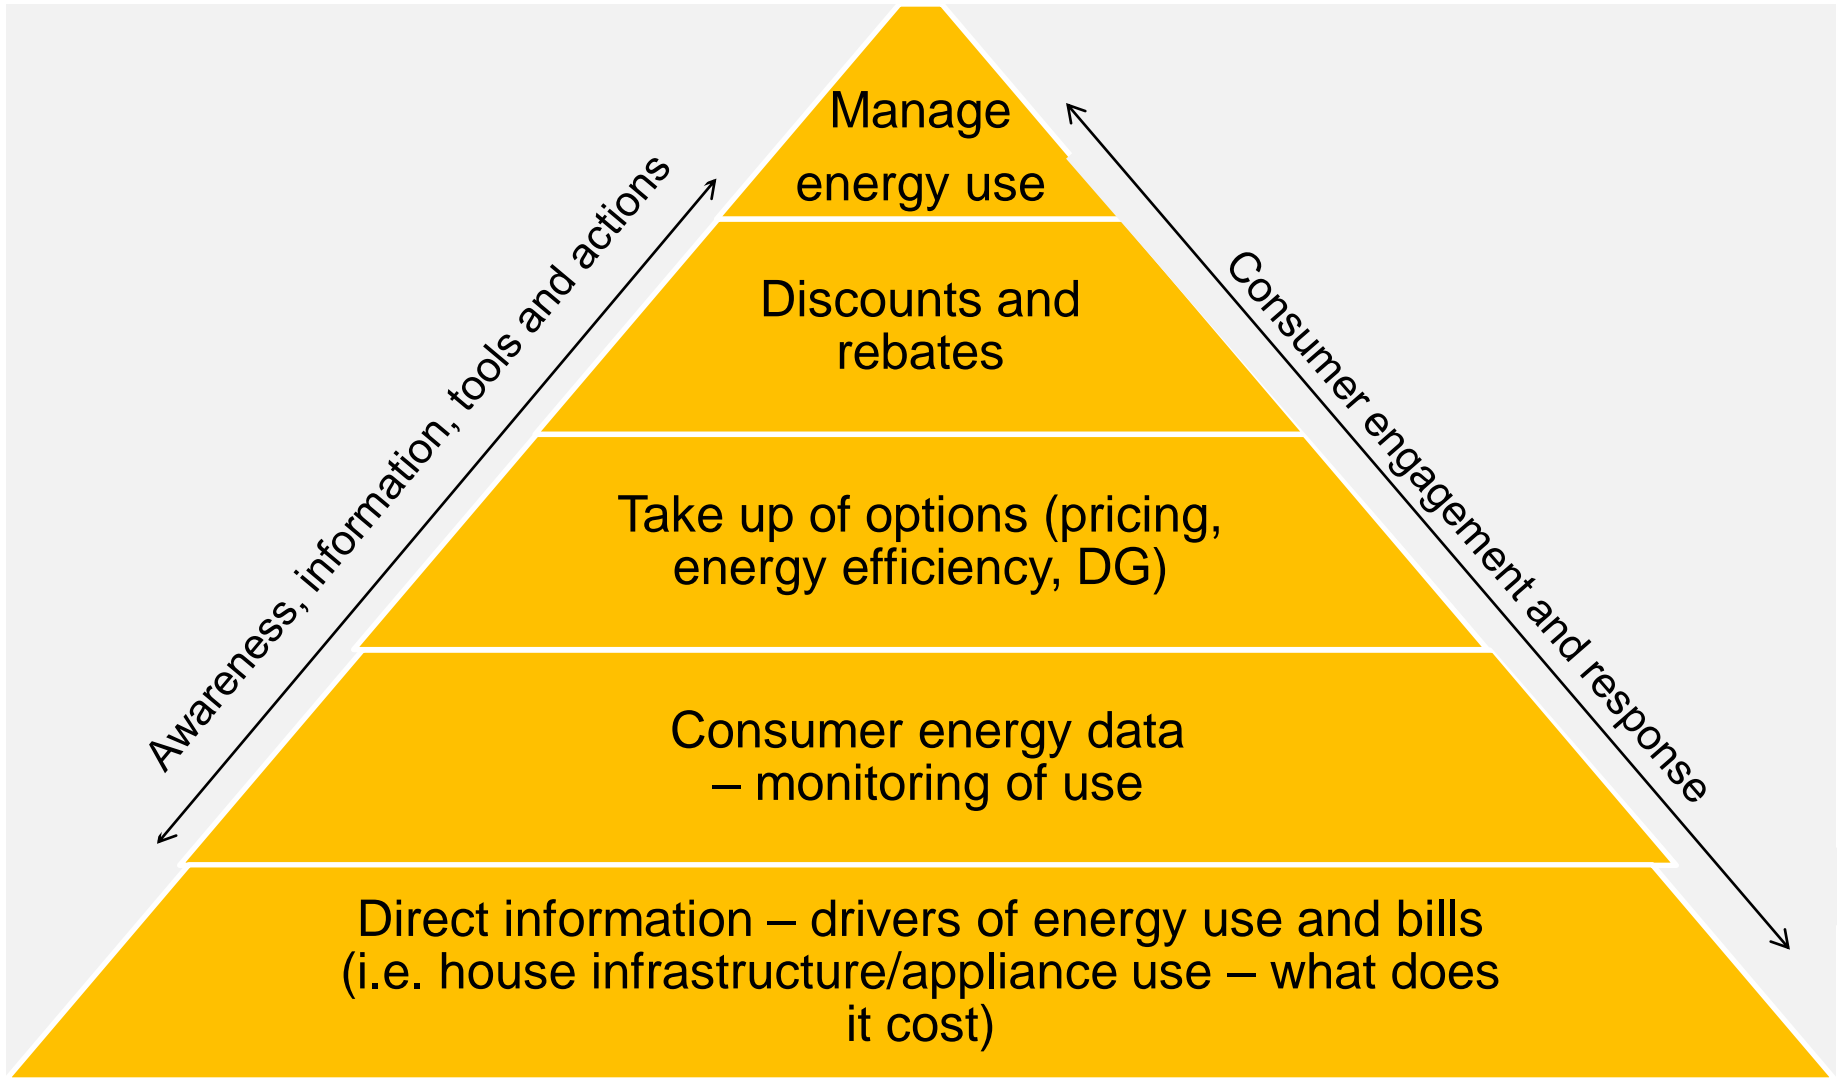 Manage
energy use
Discounts and
rebates
Take up of options (pricing,
energy efficiency, DG)
Consumer energy data
– monitoring of use
Direct information – drivers of energy use and bills
(i.e. house infrastructure/appliance use – what does
it cost)
Awareness, information, tools and actions
Consumer engagement and response